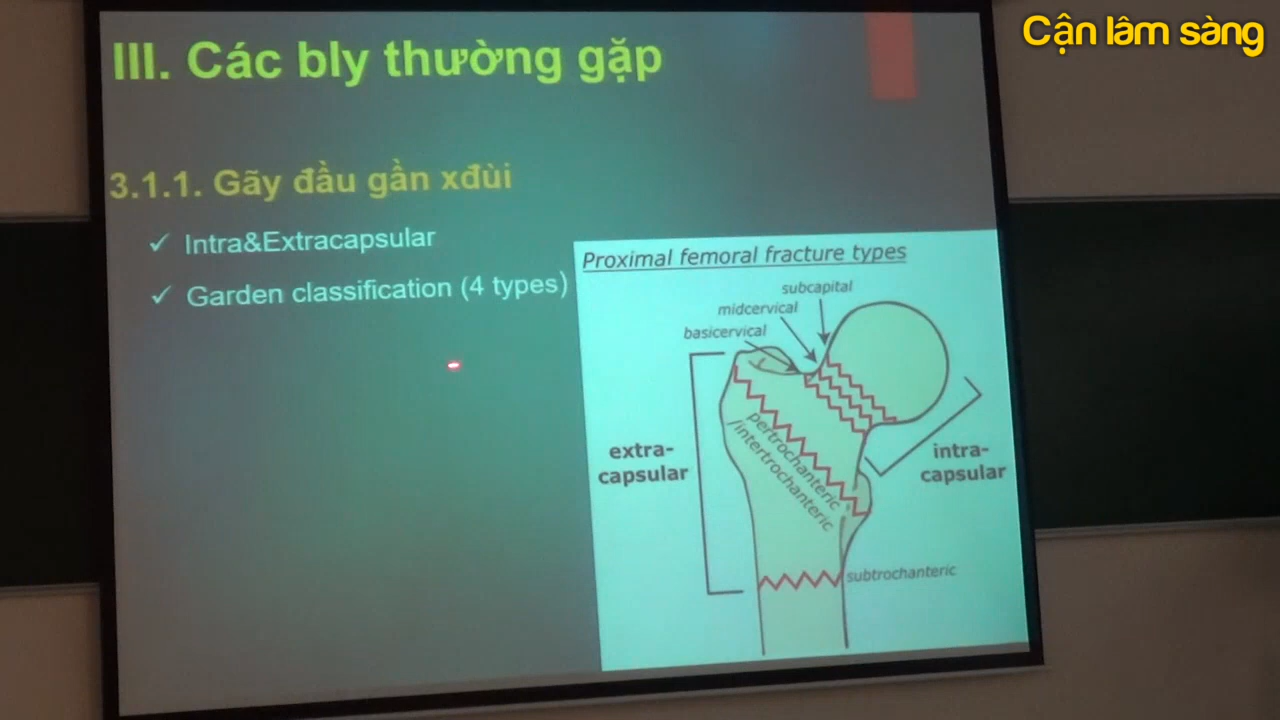 Cận lâm sàng
III. Các bly thường gặp
3.1.1. Gãy đầu gần xđùi
✓ Intra&Extracapsular
✓ Garden classification (4 types)
Proximal femoral fracture types
subcapital
midcervical
basicervical
extra-
capsular
pertrochanteric
/intertrochanteric
intra-
capsular
subtrochanteric